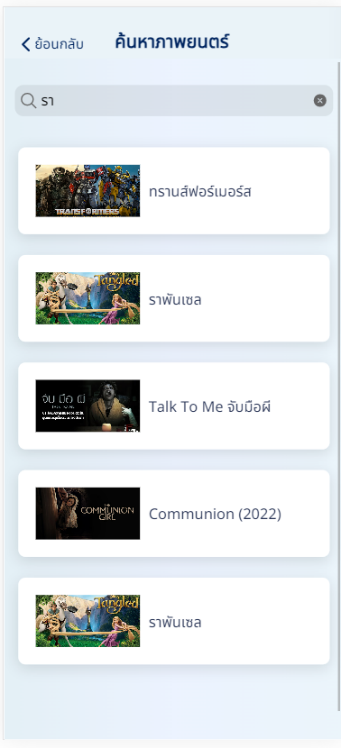 ย้อนกลับ ค้นหาภาพยนตร์
รา
TRANSFORMERS
ทรานส์ฟอร์เมอร์ส
Tangled
ราพันเซล
จับ มือ ผี
Talk To Me จับมือผี
COMMUNION
GIRL
Communion (2022)
Tangled
ราพันเซล